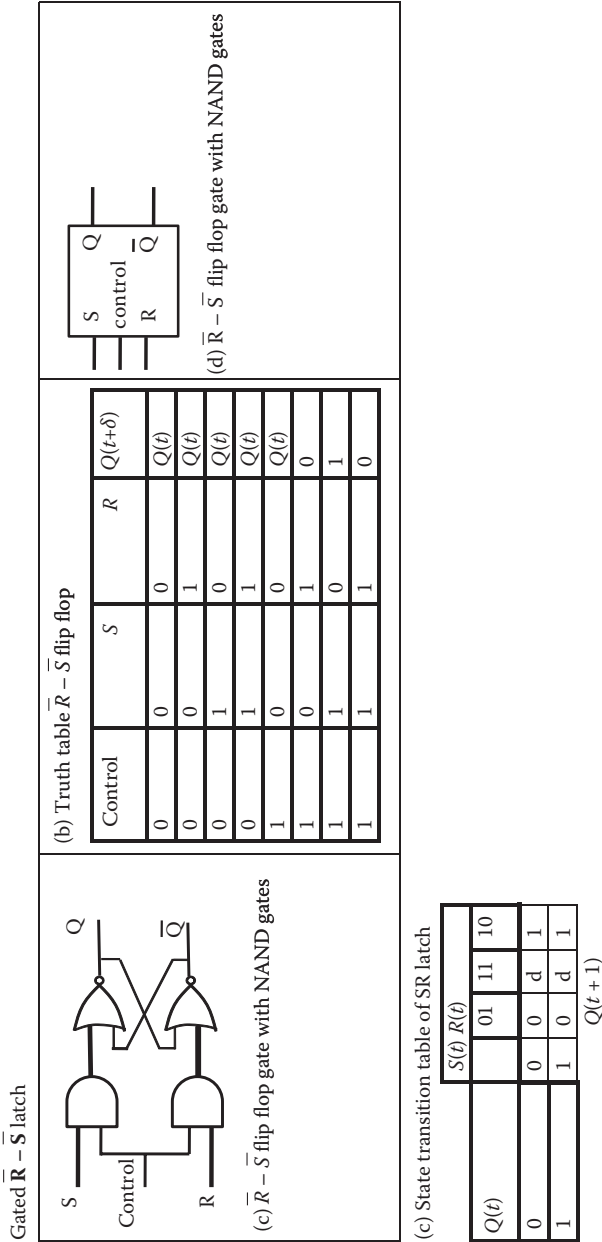 Gated R̅ – S̅ latch
S
Control
R
Q
Q̅
(c) R̅ – S̅ flip flop gate with NAND gates
(b) Truth table R̅ – S̅ flip flop
Control S R Q(t+δ)
0 0 0 Q(t)
0 0 1 Q(t)
0 1 0 Q(t)
0 1 1 Q(t)
1 0 0 Q(t)
1 0 1 0
1 1 0 1
1 1 1 0
S Q
control
R Q̅
(d) R̅ – S̅ flip flop gate with NAND gates
(c) State transition table of SR latch
S(t) R(t)
Q(t) 01 11 10
0 0 0 d 1
1 1 0 d 1
Q(t + 1)